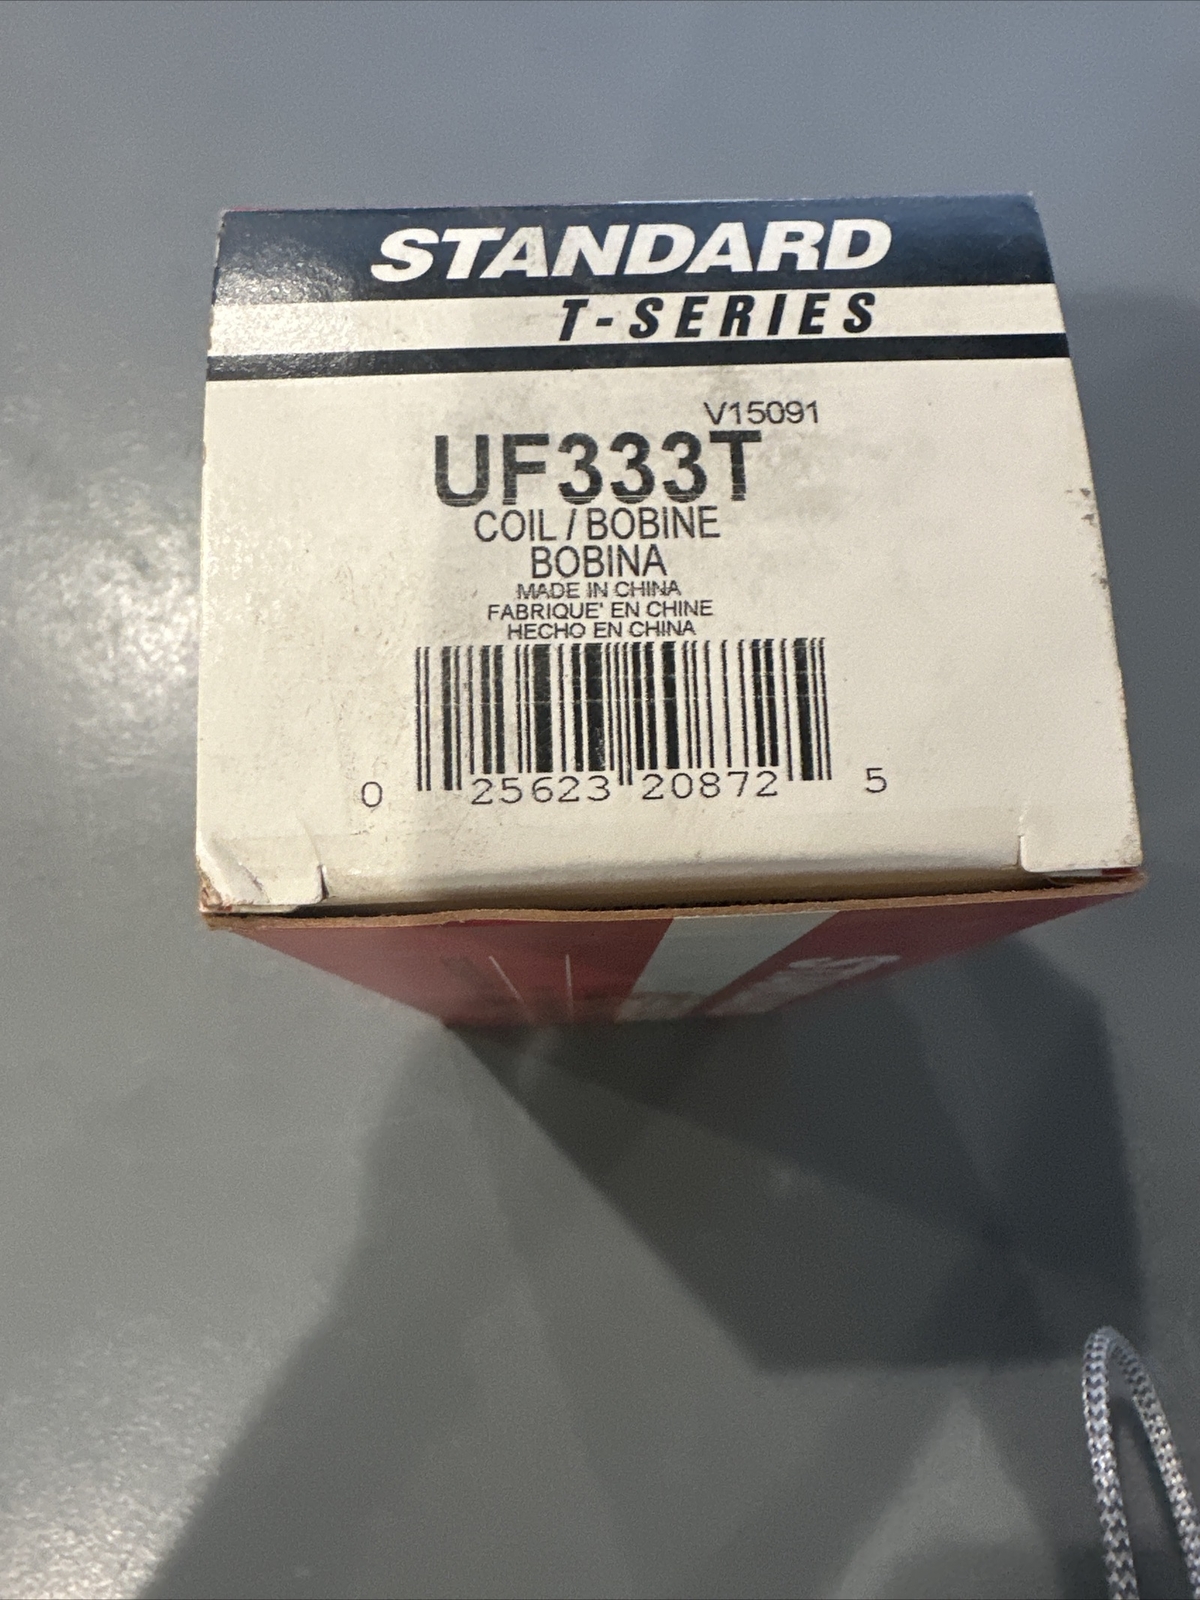 STANDARD
T-SERIES
V15091
UF333T
COIL / BOBINE
BOBINA
MADE IN CHINA
FABRIQUE' EN CHINE
HECHO EN CHINA
0 25623 20872 5